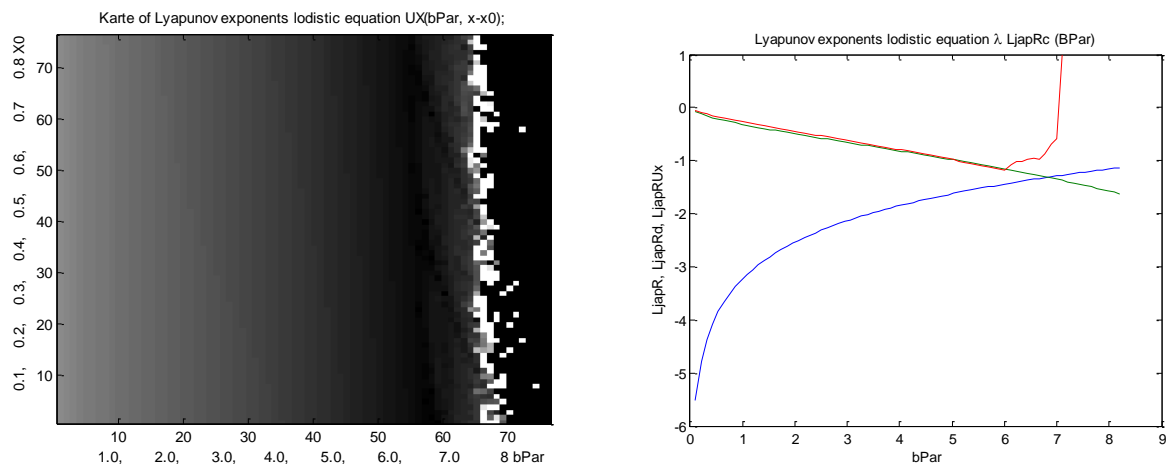 Karte of Lyapunov exponents lodistic equation UX(bPar, x-x0);
0.1, 0.2, 0.3, 0.4, 0.5, 0.6, 0.7 0.8 X0
70
60
50
40
30
20
10
10 20 30 40 50 60 70
1.0, 2.0, 3.0, 4.0, 5.0, 6.0, 7.0 8 bPar
Lyapunov exponents lodistic equation λ LjapRc (BPar)
LjapR, LjapRd, LjapRUx
1
0
-1
-2
-3
-4
-5
-6
0 1 2 3 4 5 6 7 8 9
bPar